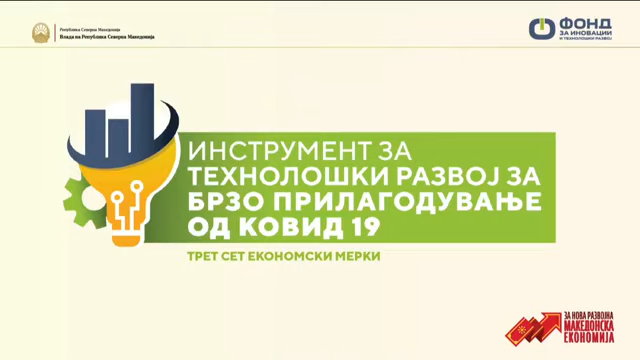 Република Северна Македонија
Влада на Република Северна Македонија
ФОНД
ЗА ИНОВАЦИИ
И ТЕХНОЛОШКИ РАЗВОЈ
ИНСТРУМЕНТ ЗА
ТЕХНОЛОШКИ РАЗВОЈ ЗА
БРЗО ПРИЛАГОДУВАЊЕ
ОД КОВИД 19
ТРЕТ СЕТ ЕКОНОМСКИ МЕРКИ
ЗА НОВА РАЗВОЈНА
МАКЕДОНСКА
ЕКОНОМИЈА